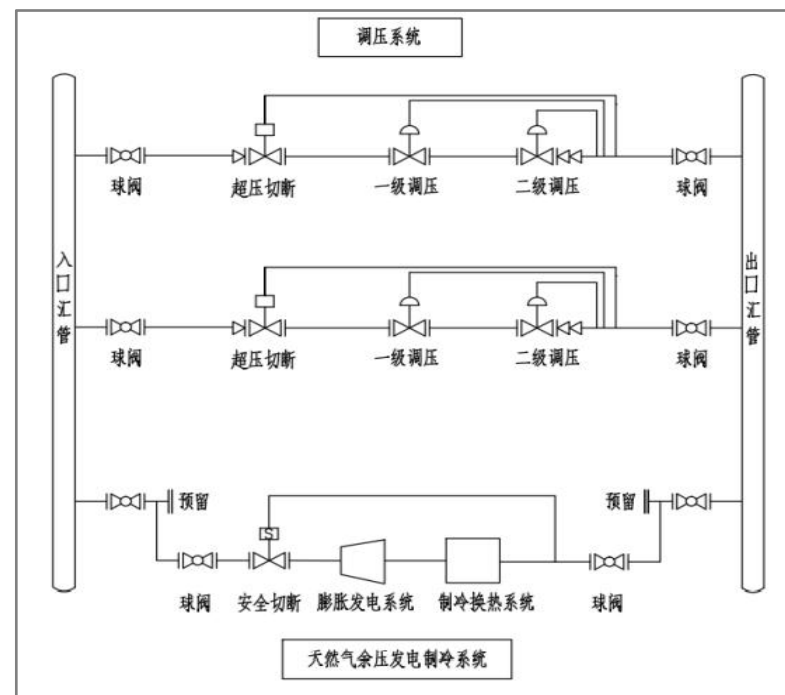 调压系统
球阀
超压切断
一级调压
二级调压
球阀
入口汇管
出口汇管
球阀
超压切断
一级调压
二级调压
球阀
预留
预留
S
球阀
安全切断
膨胀发电系统
制冷换热系统
球阀
天然气余压发电制冷系统